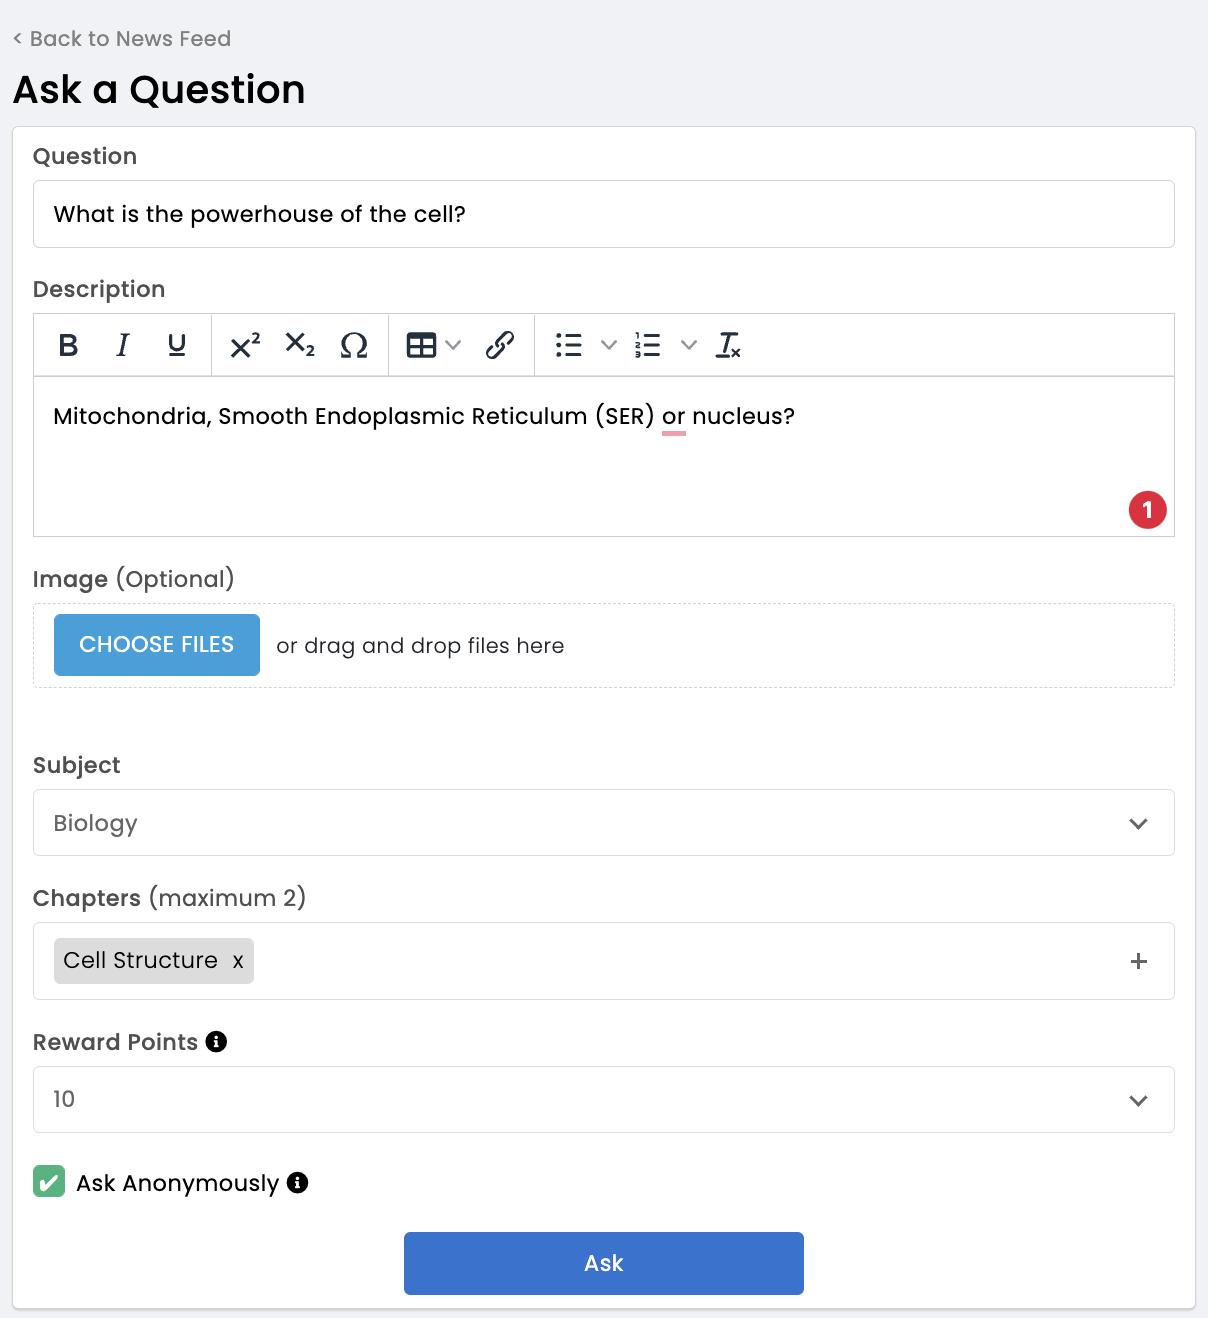 < Back to News Feed
Ask a Question
Question
What is the powerhouse of the cell?
Description
B I U X² X₂ Ω
Mitochondria, Smooth Endoplasmic Reticulum (SER) or nucleus?
1
Image (Optional)
CHOOSE FILES or drag and drop files here
Subject
Biology
Chapters (maximum 2)
Cell Structure x
Reward Points
10
Ask Anonymously
Ask